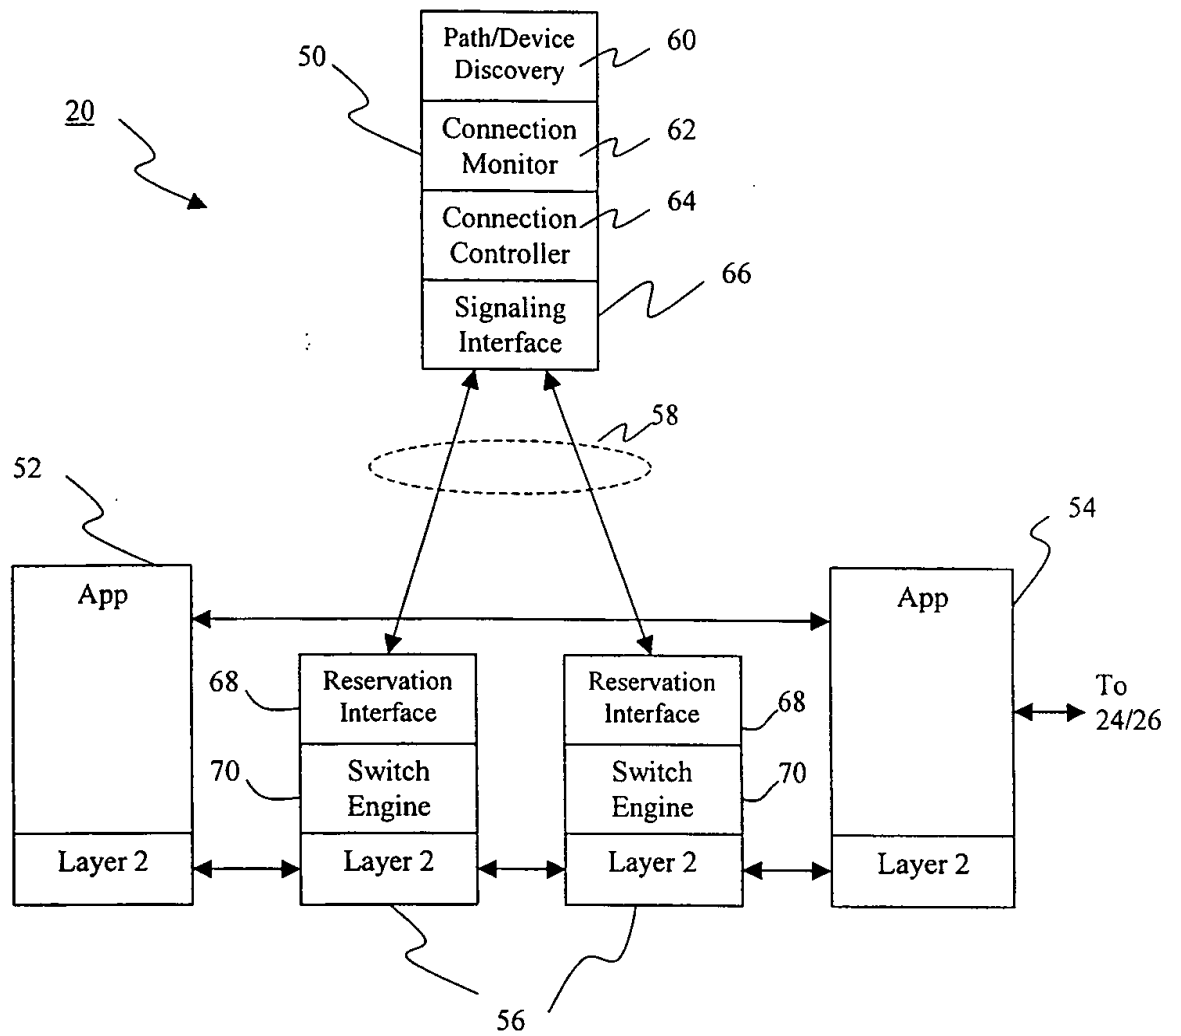 Path/Device
Discovery
60
50
20
Connection
Monitor
62
Connection
Controller
64
Signaling
Interface
66
58
52
54
App
App
Reservation
Interface
68
Reservation
Interface
68
To
24/26
Switch
Engine
70
Switch
Engine
70
Layer 2
Layer 2
Layer 2
Layer 2
56